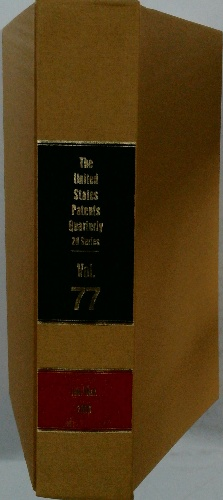 The
United
States
Patents
Quarterly
2d Series
Vol.
77